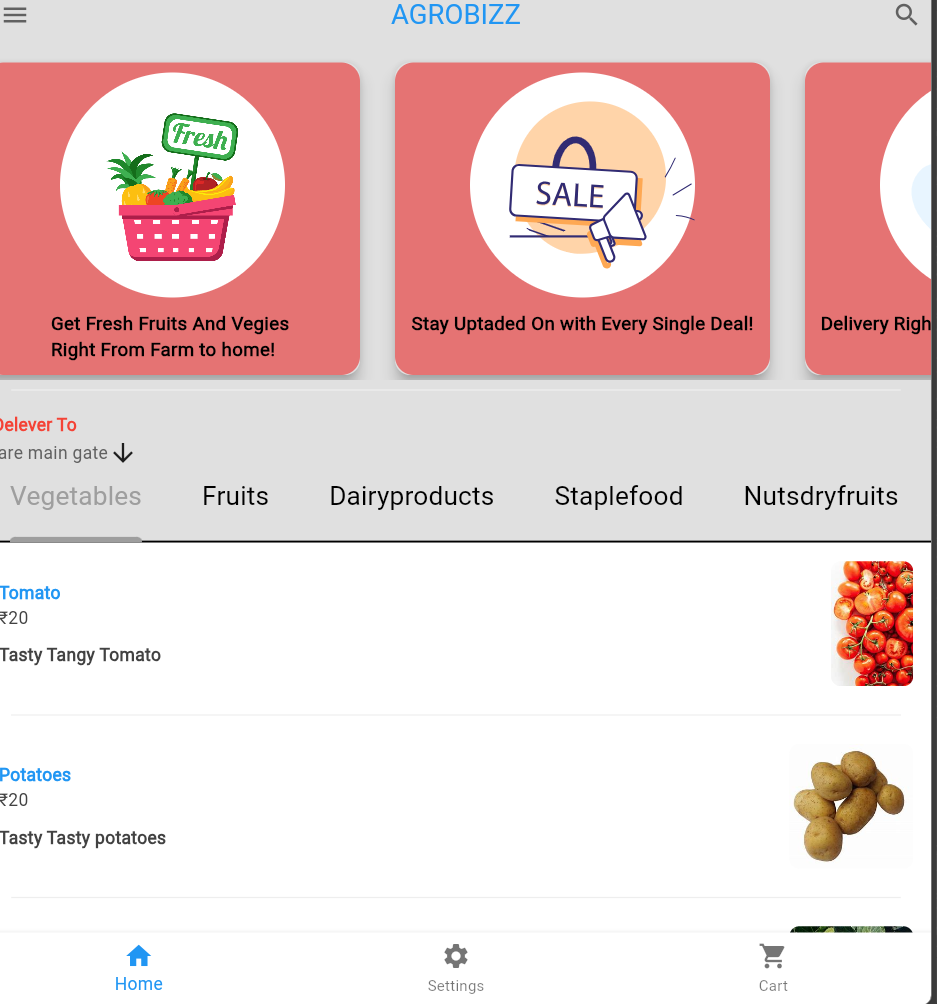 AGROBIZZ
Fresh
SALE
Get Fresh Fruits And Vegies
Right From Farm to home!
Stay Uptaded On with Every Single Deal!
Delivery Righ
Delever To
are main gate
Vegetables
Fruits
Dairyproducts
Staplefood
Nutsdryfruits
Tomato
₹20
Tasty Tangy Tomato
Potatoes
₹20
Tasty Tasty potatoes
Home
Settings
Cart